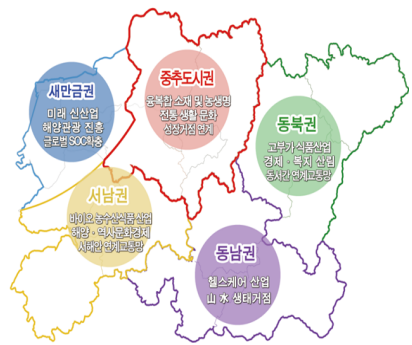 새만금권
미래 신산업
해양관광 진흥
글로벌 SOC확충
중추도시권
융복합 소재 및 농생명
전통 생활 문화
성장거점 연계
동북권
고부가 식품산업
경제 · 복지 산림
동서간 연계교통망
서남권
바이오 농수산식품 산업
해양 · 역사문화경제
서해안 연계교통망
동남권
헬스케어 산업
山 水 생태거점